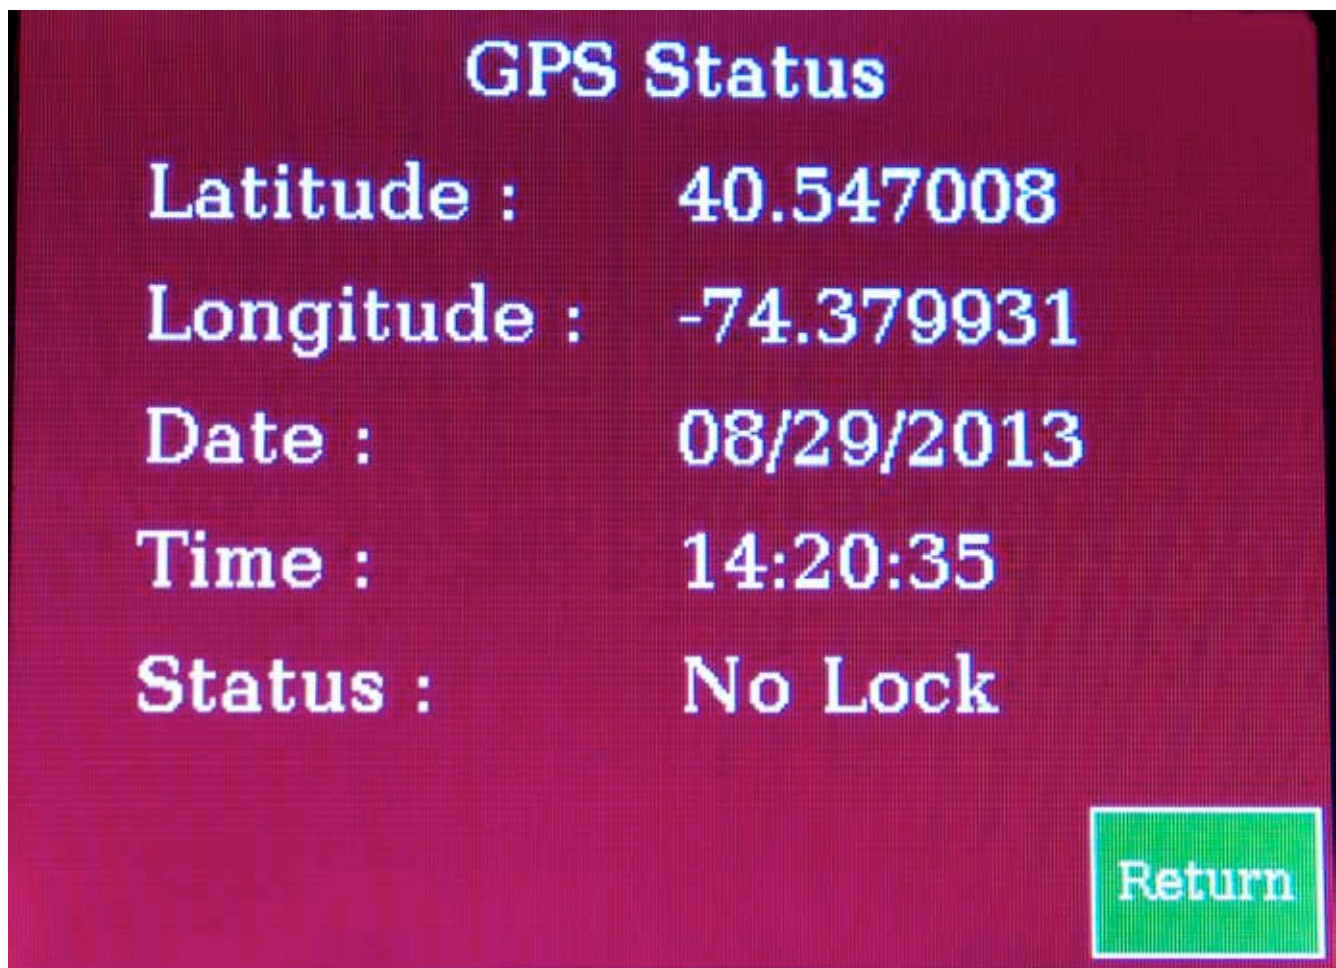 GPS Status
Latitude : 40.547008
Longitude : -74.379931
Date : 08/29/2013
Time : 14:20:35
Status : No Lock
Return